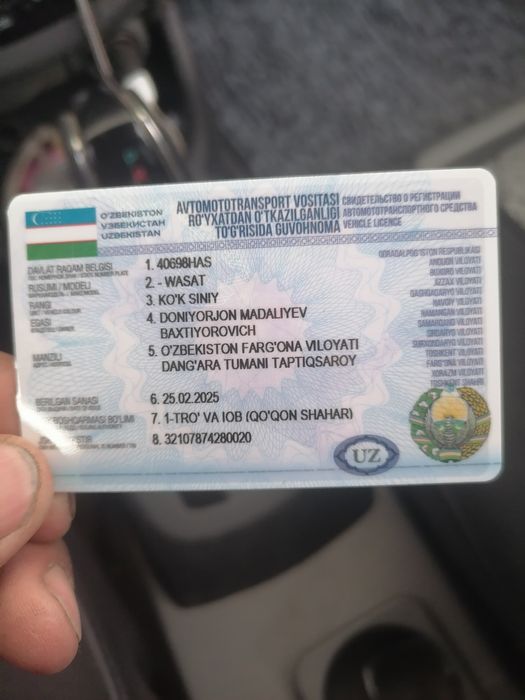 O'ZBEKISTON
УЗБЕКИСТАН
UZBEKISTAN
AVTOMOTOTRANSPORT VOSITASI
RO'YXATDAN O'TKAZILGANLIGI
TO'G'RISIDA GUVOHNOMA
СВИДЕТЕЛЬСТВО О РЕГИСТРАЦИИ
АВТОМОТОТРАНСПОРТНОГО СРЕДСТВА
VEHICLE LICENCE
DAVLAT RAQAM BELGISI
1. 40698HAS
RUSUMI / MODELI
2. - WASAT
RANGI
3. KO'K SINIY
EGASI
4. DONIYORJON MADALIYEV
BAXTIYOROVICH
MANZILI
5. O'ZBEKISTON FARG'ONA VILOYATI
DANG'ARA TUMANI TAPTIQSAROY
BERILGAN SANASI
6. 25.02.2025
BOSHQARMASI BO'LIMI
7. 1-TRO' VA IOB (QO'QON SHAHAR)
8. 32107874280020
QORAQALPOG'ISTON RESPUBLIKASI
ANDIJON VILOYATI
BUXORO VILOYATI
JIZZAX VILOYATI
QASHQADARYO VILOYATI
NAVOIY VILOYATI
NAMANGAN VILOYATI
SAMARQAND VILOYATI
SIRDARYO VILOYATI
SURXONDARYO VILOYATI
TOSHKENT VILOYATI
FARG'ONA VILOYATI
XORAZM VILOYATI
TOSHKENT SHAHRI
UZ